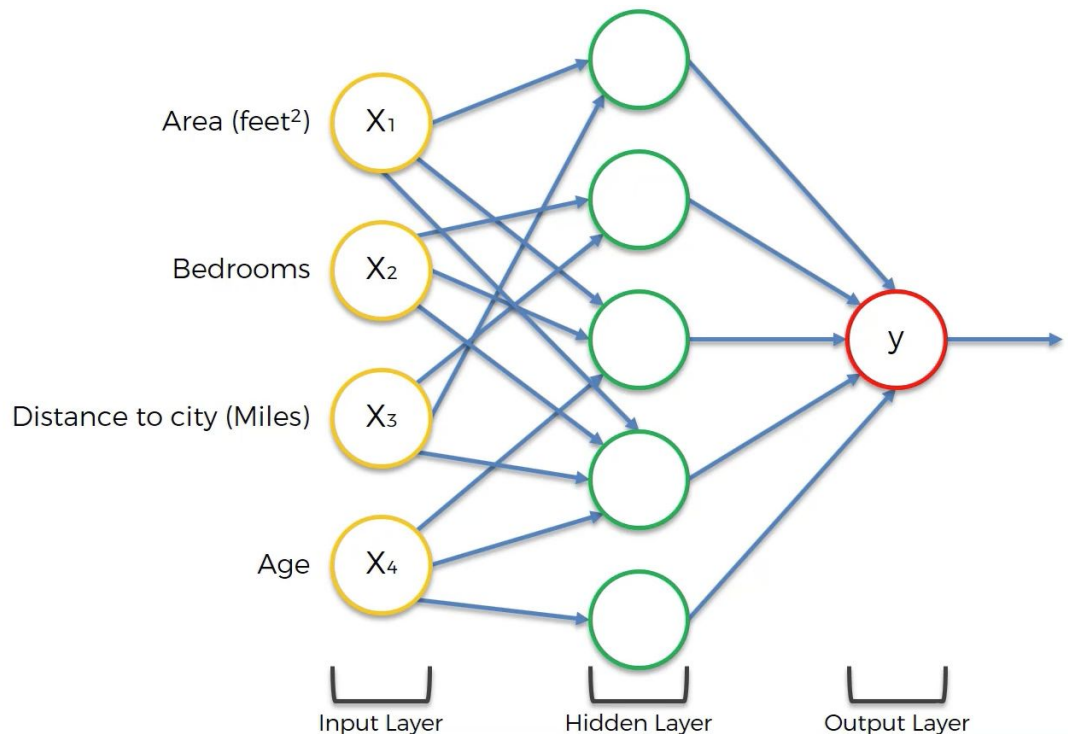 Area (feet²)
X₁
Bedrooms
X₂
Distance to city (Miles)
X₃
Age
X₄
y
Input Layer
Hidden Layer
Output Layer